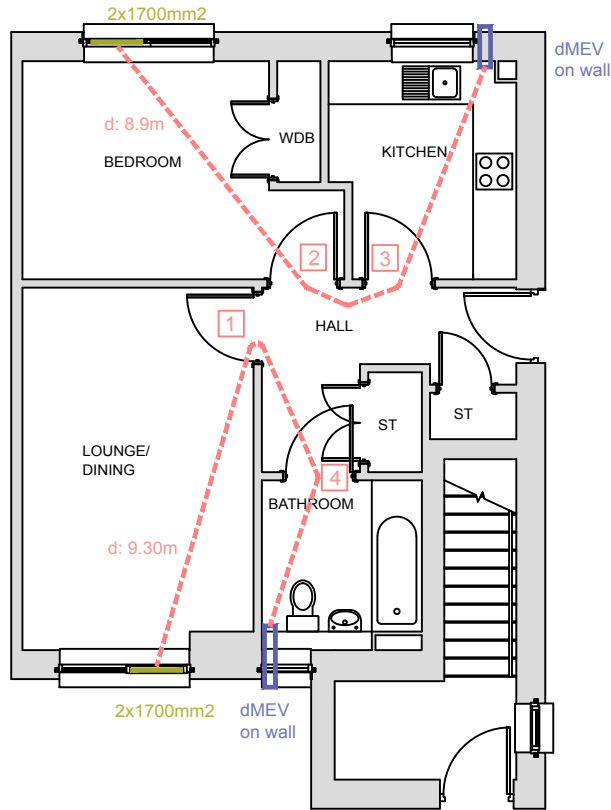 2x1700mm2
dMEV
on wall
d: 8.9m
WDB
BEDROOM
KITCHEN
2
3
1
HALL
ST
ST
LOUNGE/
DINING
4
BATHROOM
d: 9.30m
2x1700mm2
dMEV
on wall